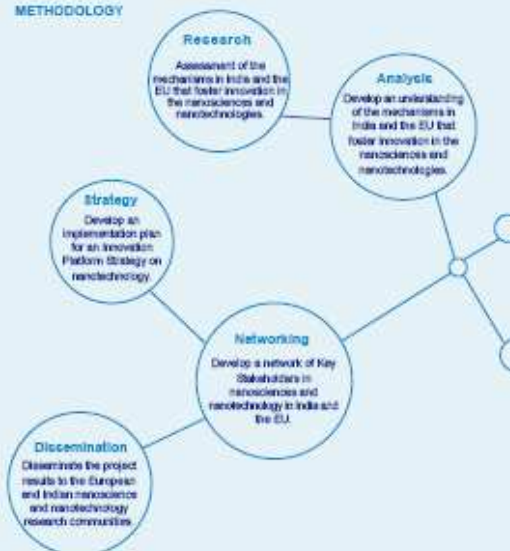 METHODOLOGY
Research
Assessment of the
mechanisms in India and the
EU that foster innovation in
the nanosciences and
nanotechnologies.
Analysis
Develop an understanding
of the mechanisms in
India and the EU that
foster innovation in the
nanosciences and
nanotechnologies.
Strategy
Develop an
implementation plan
for an Innovation
Platform Strategy on
nanotechnology.
Networking
Develop a network of Key
Stakeholders in
nanosciences and
nanotechnology in India and
the EU.
Dissemination
Disseminate the project
results to the European
and Indian nanoscience
and nanotechnology
research communities.